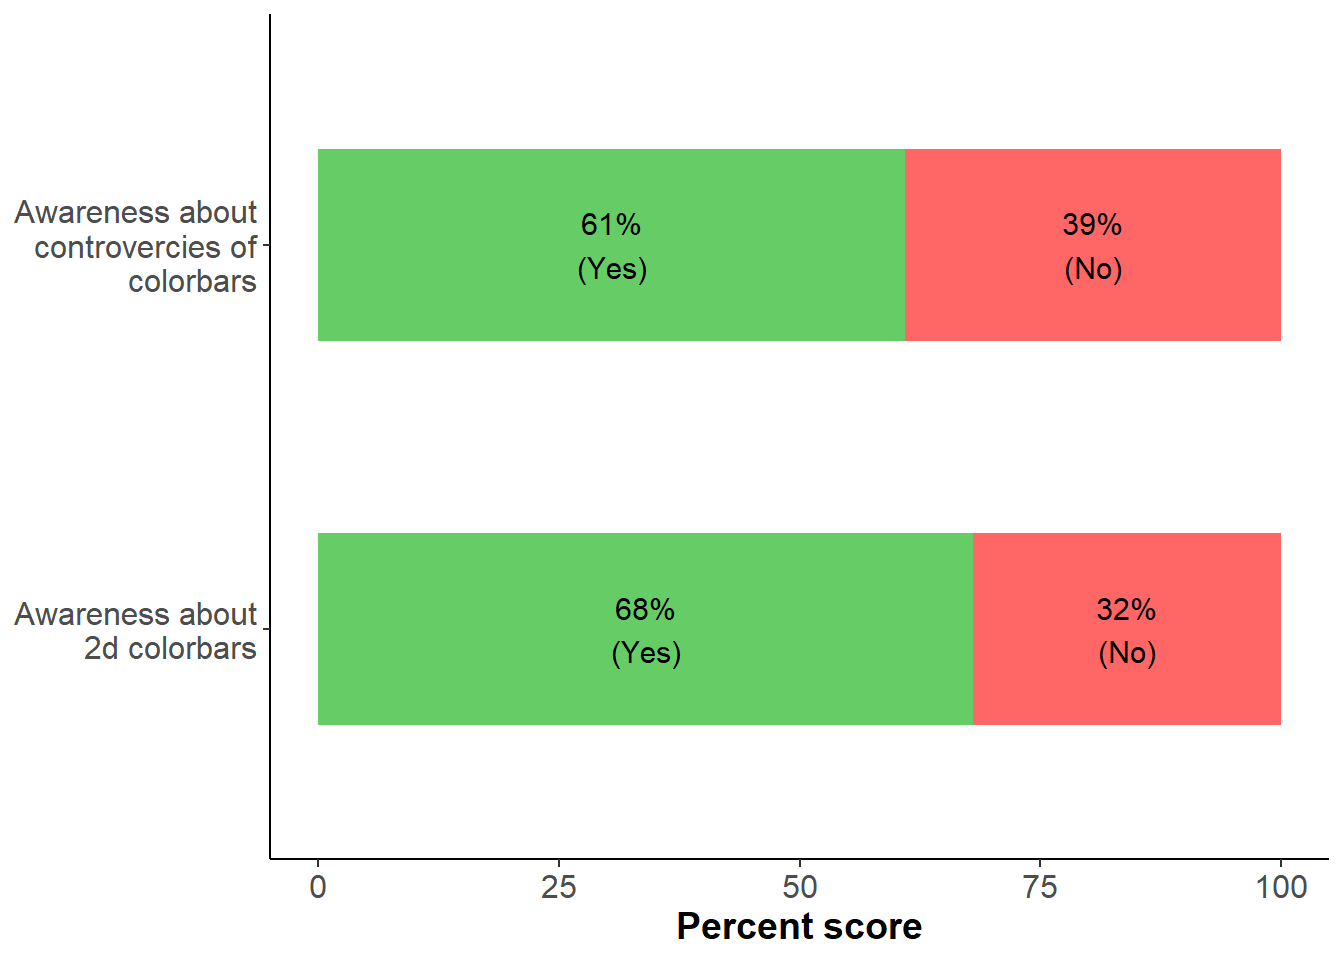 Awareness about
controvercies of
colorbars
61%
(Yes)
39%
(No)
Awareness about
2d colorbars
68%
(Yes)
32%
(No)
0
25
50
75
100
Percent score